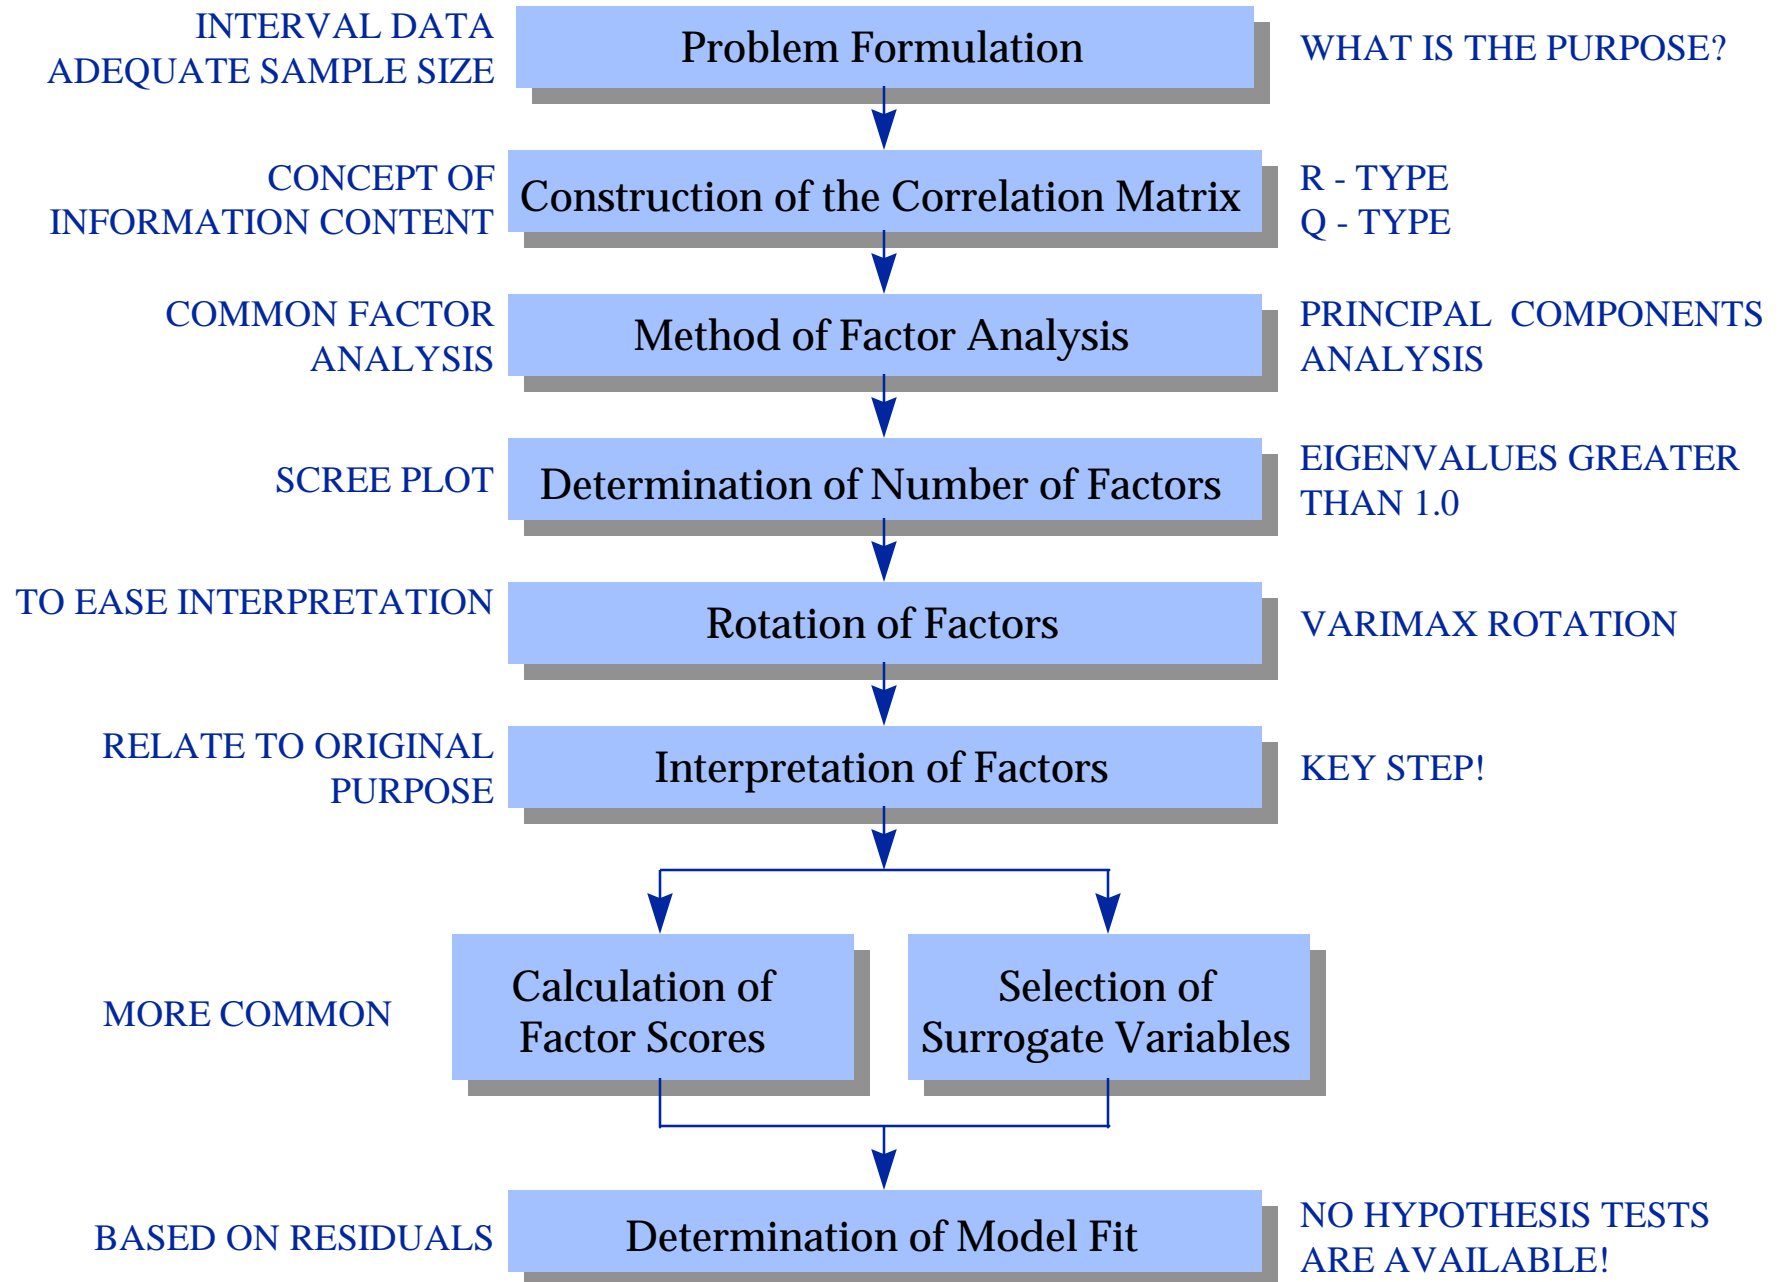 INTERVAL DATA
ADEQUATE SAMPLE SIZE
Problem Formulation
WHAT IS THE PURPOSE?
CONCEPT OF
INFORMATION CONTENT
Construction of the Correlation Matrix
R - TYPE
Q - TYPE
COMMON FACTOR
ANALYSIS
Method of Factor Analysis
PRINCIPAL COMPONENTS
ANALYSIS
SCREE PLOT
Determination of Number of Factors
EIGENVALUES GREATER
THAN 1.0
TO EASE INTERPRETATION
Rotation of Factors
VARIMAX ROTATION
RELATE TO ORIGINAL
PURPOSE
Interpretation of Factors
KEY STEP!
MORE COMMON
Calculation of
Factor Scores
Selection of
Surrogate Variables
BASED ON RESIDUALS
Determination of Model Fit
NO HYPOTHESIS TESTS
ARE AVAILABLE!